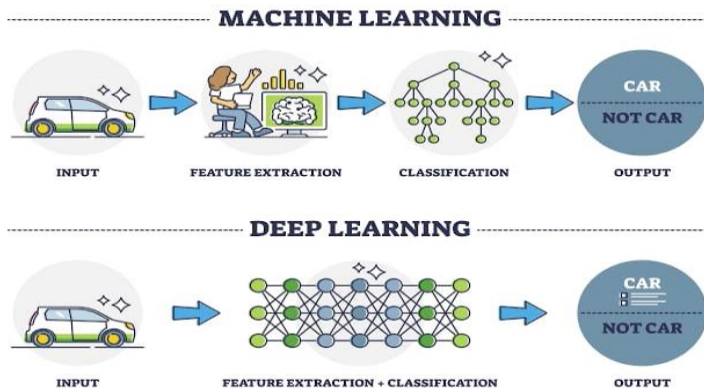 MACHINE LEARNING
CAR
NOT CAR
INPUT
FEATURE EXTRACTION
CLASSIFICATION
OUTPUT
DEEP LEARNING
CAR
NOT CAR
INPUT
FEATURE EXTRACTION + CLASSIFICATION
OUTPUT